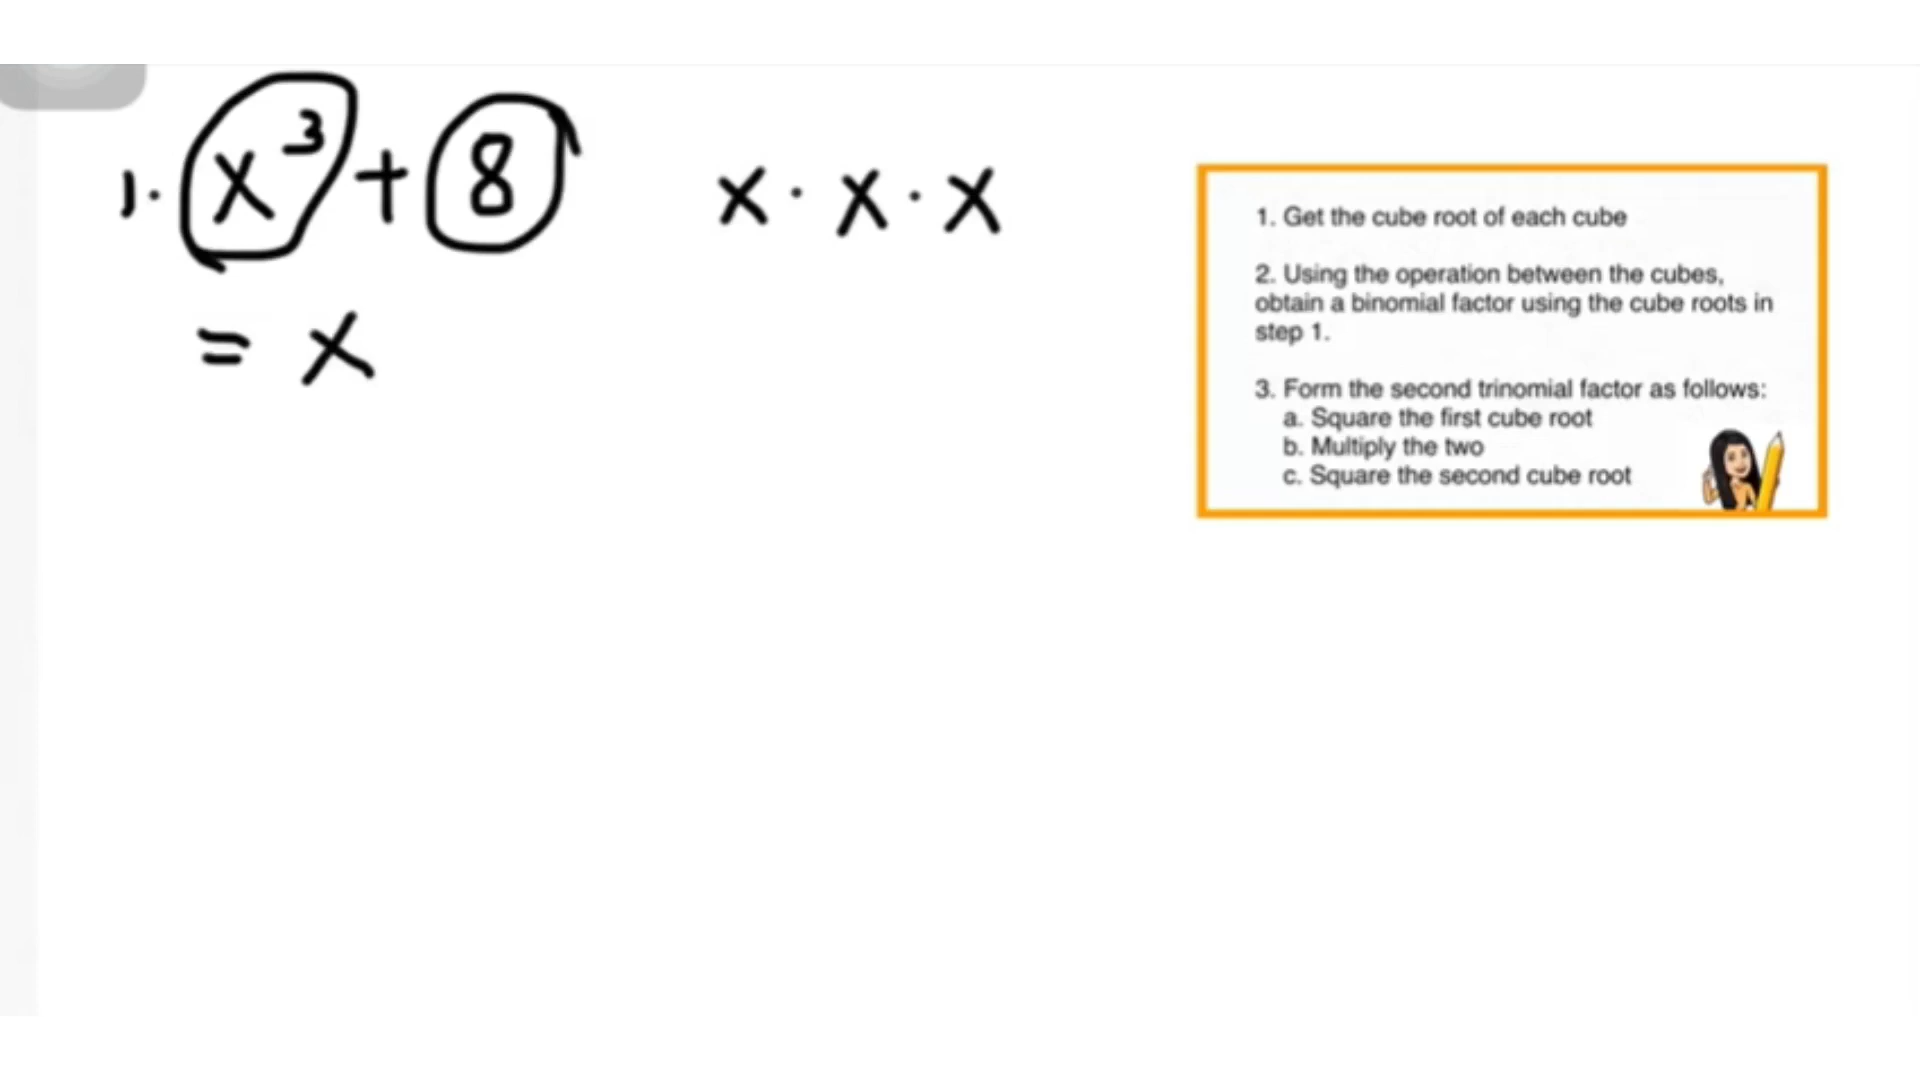 1. x³ + 8
x · x · x
= x
1. Get the cube root of each cube
2. Using the operation between the cubes,
obtain a binomial factor using the cube roots in
step 1.
3. Form the second trinomial factor as follows:
a. Square the first cube root
b. Multiply the two
c. Square the second cube root